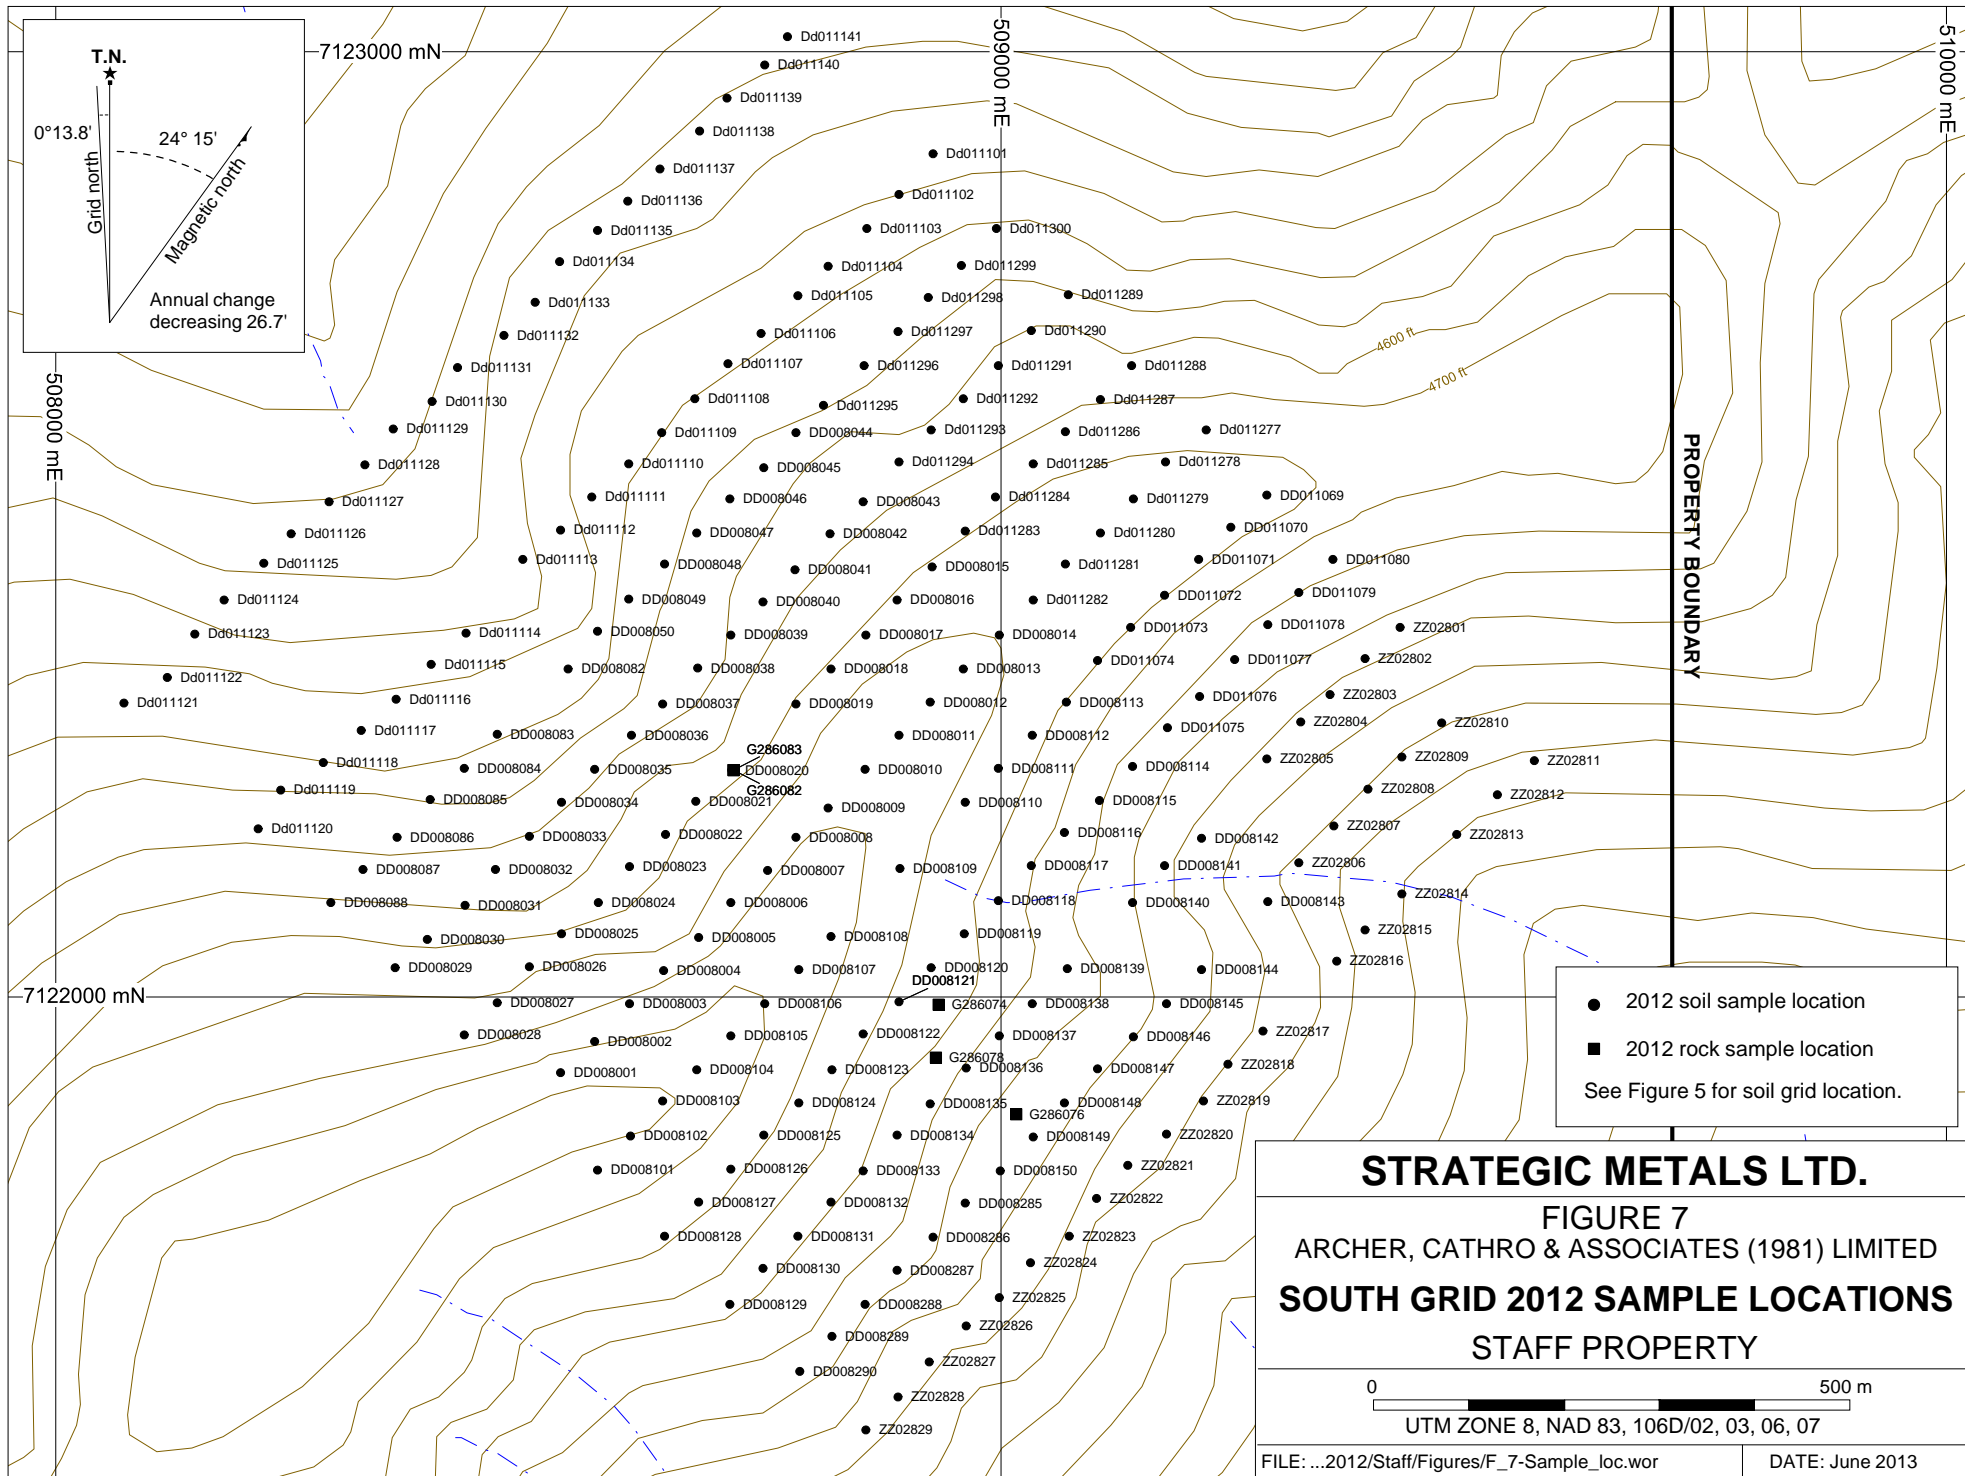 T.N.
0°13.8'
24° 15'
Grid north
Magnetic north
Annual change
decreasing 26.7'
7123000 mN
509000 mE
510000 mE
508000 mE
7122000 mN
4600 ft
4700 ft
PROPERTY BOUNDARY
Dd011141
Dd011140
Dd011139
Dd011138
Dd011101
Dd011137
Dd011102
Dd011136
Dd011103
Dd011300
Dd011135
Dd011134
Dd011104
Dd011299
Dd011133
Dd011105
Dd011298
Dd011289
Dd011132
Dd011106
Dd011297
Dd011290
Dd011131
Dd011107
Dd011296
Dd011291
Dd011288
Dd011130
Dd011108
Dd011295
Dd011292
Dd011287
Dd011129
Dd011109
DD008044
Dd011293
Dd011286
Dd011277
Dd011128
Dd011110
DD008045
Dd011294
Dd011285
Dd011278
Dd011127
Dd011111
DD008046
DD008043
Dd011284
Dd011279
DD011069
Dd011126
Dd011112
DD008047
DD008042
Dd011283
Dd011280
DD011070
Dd011125
Dd011113
DD008048
DD008041
DD008015
Dd011281
DD011071
DD011080
Dd011124
DD008049
DD008040
DD008016
Dd011282
DD011072
DD011079
Dd011123
Dd011114
DD008050
DD008039
DD008017
DD008014
DD011073
DD011078
ZZ02801
Dd011122
Dd011115
DD008082
DD008038
DD008018
DD008013
DD011074
DD011077
ZZ02802
Dd011121
Dd011116
DD008037
DD008019
DD008012
DD008113
DD011076
ZZ02803
Dd011117
DD008083
DD008036
DD008011
DD008112
DD011075
ZZ02804
ZZ02810
G286083
Dd011118
DD008084
DD008035
DD008020
DD008010
DD008111
DD008114
ZZ02805
ZZ02809
ZZ02811
G286082
Dd011119
DD008085
DD008034
DD008021
DD008009
DD008110
DD008115
ZZ02808
ZZ02812
Dd011120
DD008086
DD008033
DD008022
DD008008
DD008116
DD008142
ZZ02807
ZZ02813
DD008087
DD008032
DD008023
DD008007
DD008109
DD008117
DD008141
ZZ02806
DD008088
DD008031
DD008024
DD008006
DD008118
DD008140
DD008143
ZZ02814
DD008030
DD008025
DD008005
DD008108
DD008119
ZZ02815
DD008029
DD008026
DD008004
DD008107
DD008120
DD008139
DD008144
ZZ02816
DD008121
DD008027
DD008003
DD008106
G286074
DD008138
DD008145
DD008028
DD008002
DD008105
DD008122
DD008137
DD008146
ZZ02817
G286078
DD008001
DD008104
DD008123
DD008136
DD008147
ZZ02818
DD008103
DD008124
DD008135
G286076
DD008148
ZZ02819
DD008102
DD008125
DD008134
DD008149
ZZ02820
DD008101
DD008126
DD008133
DD008150
ZZ02821
DD008127
DD008132
DD008285
ZZ02822
DD008128
DD008131
DD008286
ZZ02823
DD008130
DD008287
ZZ02824
DD008129
DD008288
ZZ02825
DD008289
ZZ02826
DD008290
ZZ02827
ZZ02828
ZZ02829
2012 soil sample location
2012 rock sample location
See Figure 5 for soil grid location.
STRATEGIC METALS LTD.
FIGURE 7
ARCHER, CATHRO & ASSOCIATES (1981) LIMITED
SOUTH GRID 2012 SAMPLE LOCATIONS
STAFF PROPERTY
0 500 m
UTM ZONE 8, NAD 83, 106D/02, 03, 06, 07
FILE: ...2012/Staff/Figures/F_7-Sample_loc.wor
DATE: June 2013